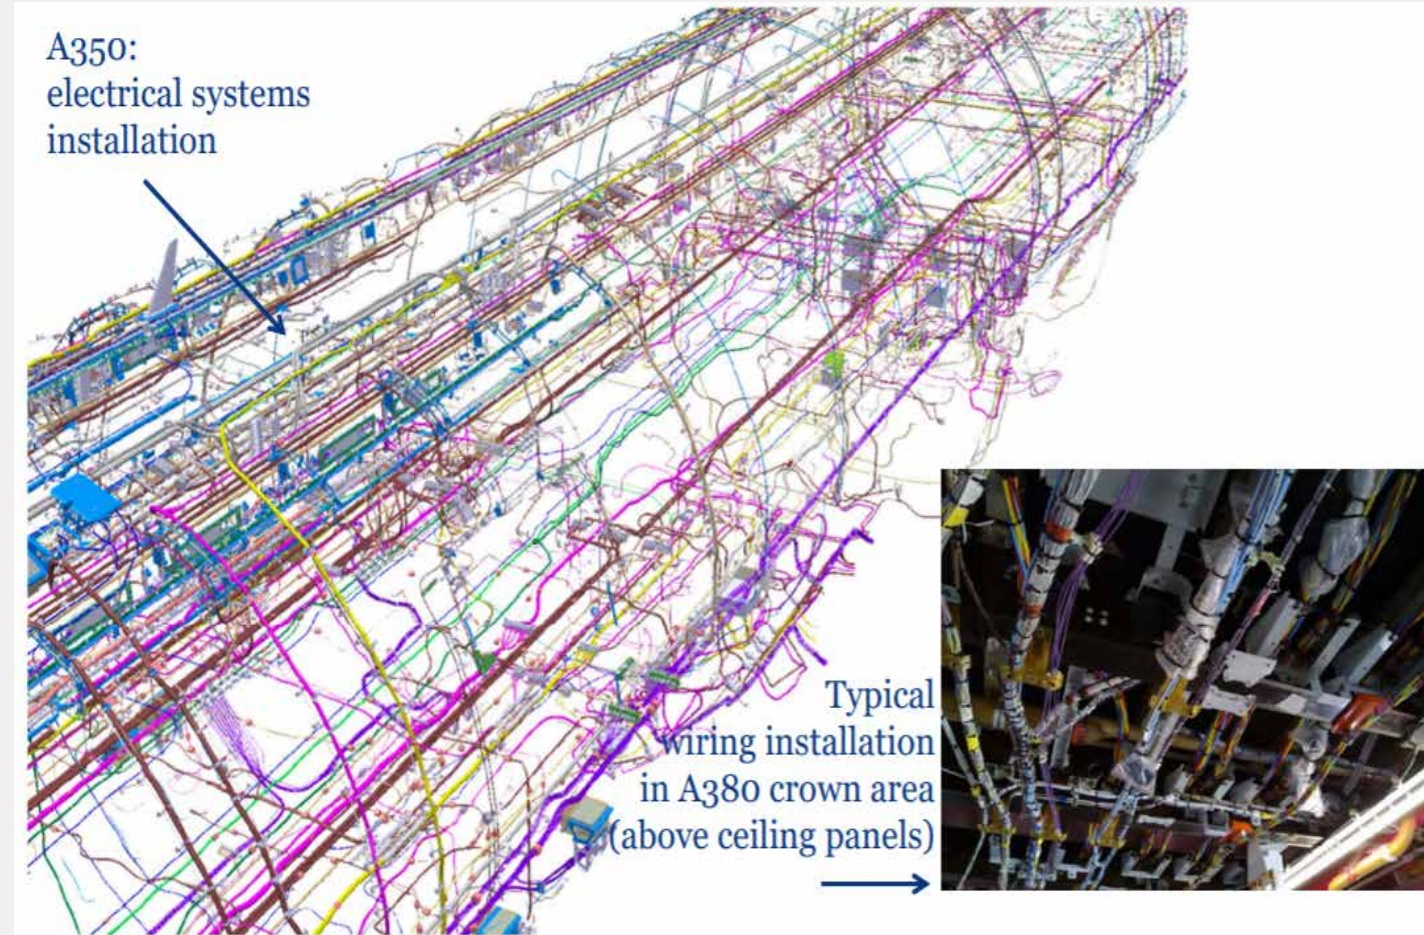 A350:
electrical systems
installation
Typical
wiring installation
in A380 crown area
(above ceiling panels)